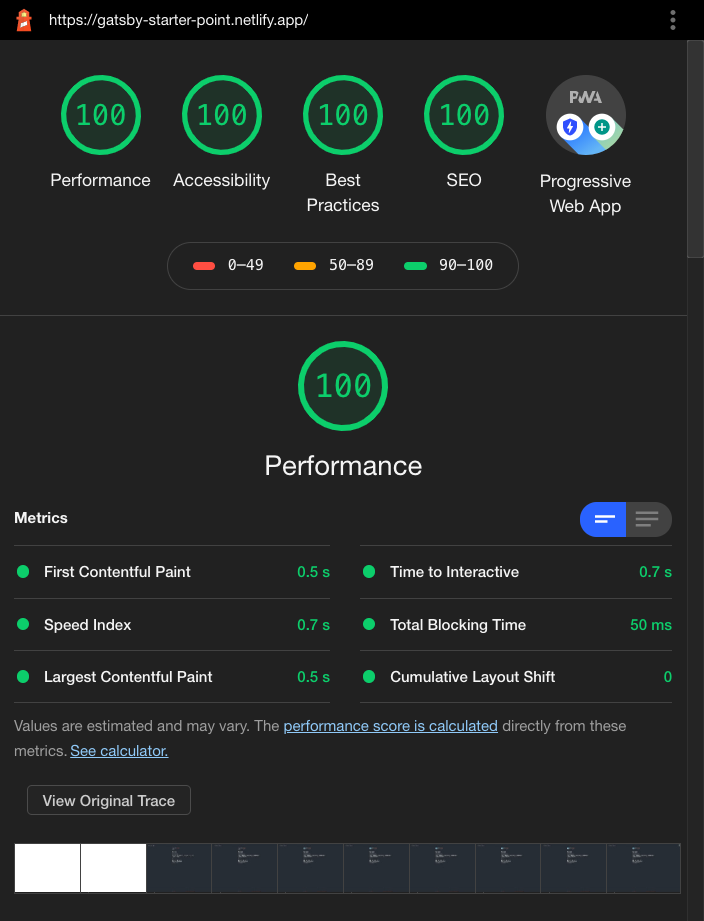 https://gatsby-starter-point.netlify.app/
100 100 100 100 PWA
Performance Accessibility Best Practices SEO Progressive Web App
0–49 50–89 90–100
100
Performance
Metrics
First Contentful Paint 0.5 s
Time to Interactive 0.7 s
Speed Index 0.7 s
Total Blocking Time 50 ms
Largest Contentful Paint 0.5 s
Cumulative Layout Shift 0
Values are estimated and may vary. The performance score is calculated directly from these
metrics. See calculator.
View Original Trace